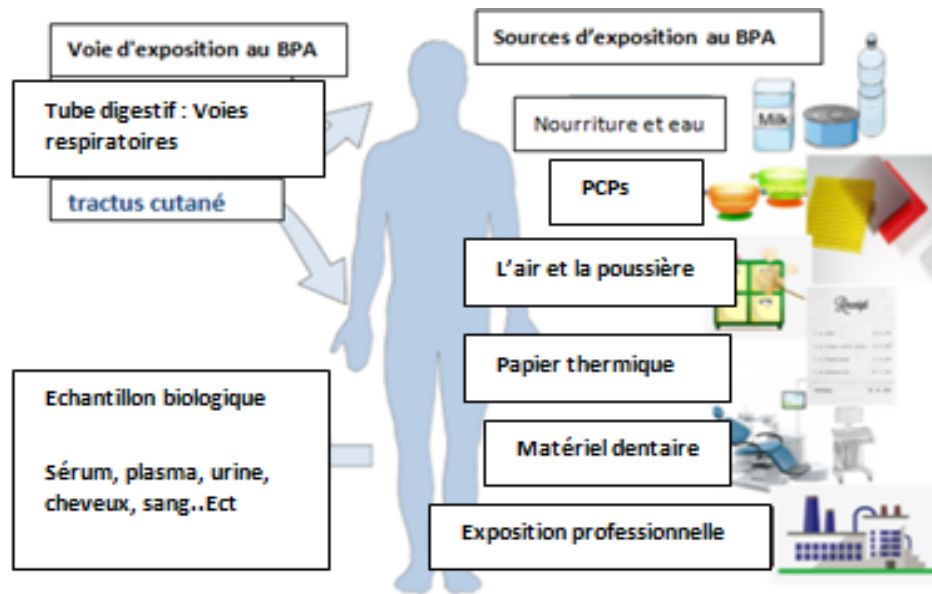 Voie d'exposition au BPA
Tube digestif : Voies
respiratoires
tractus cutané
Echantillon biologique
Sérum, plasma, urine,
cheveux, sang..Ect
Sources d’exposition au BPA
Nourriture et eau
Milk
PCPs
L’air et la poussière
Receipt
Papier thermique
Matériel dentaire
Exposition professionnelle